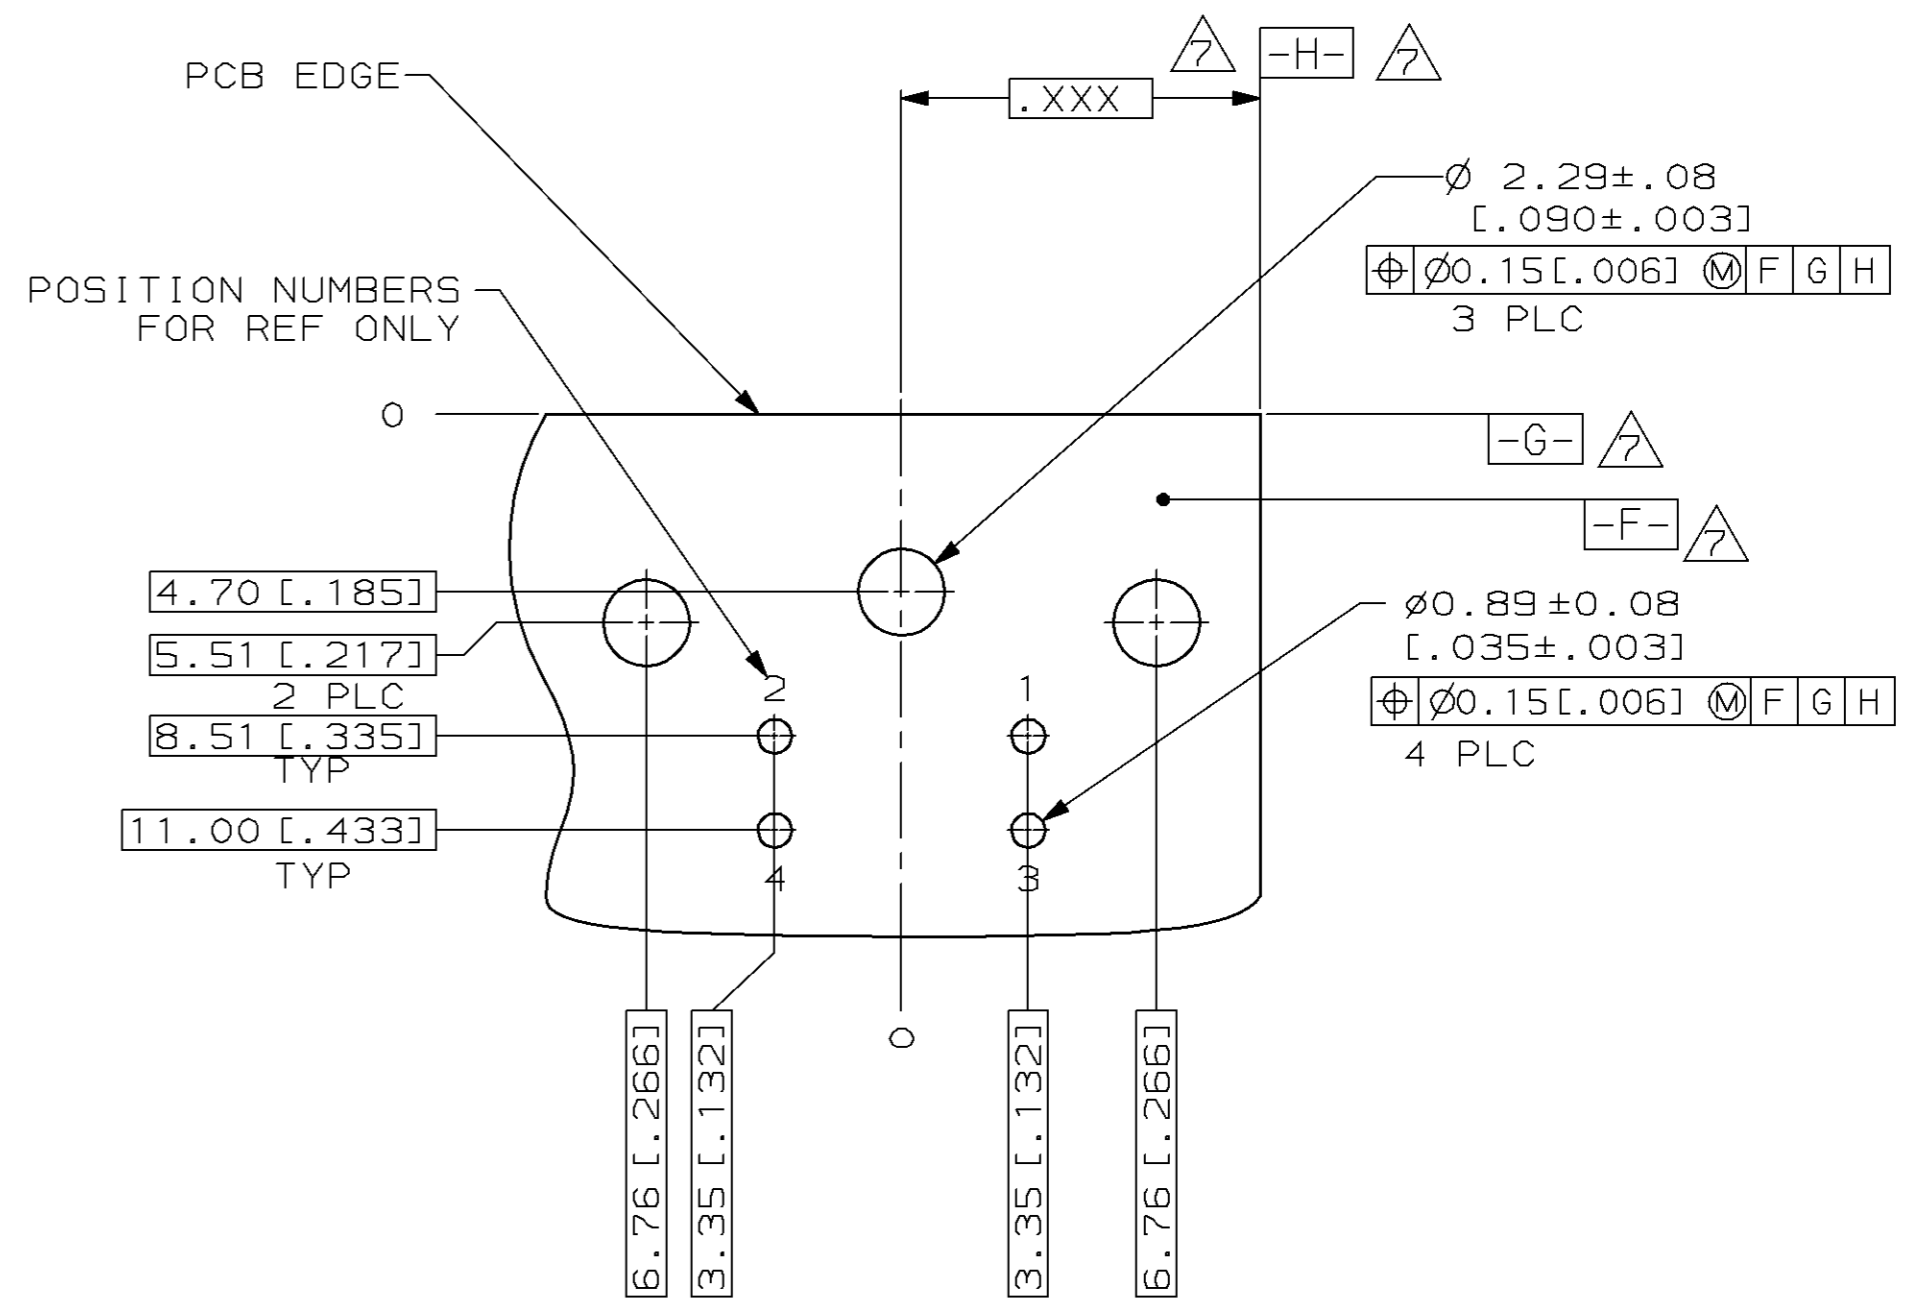 PCB EDGE
7
-H-
7
.XXX
Ø 2.29±.08
[.090±.003]
⌖ Ø0.15[.006] Ⓜ F G H
3 PLC
POSITION NUMBERS
FOR REF ONLY
0
-G-
7
-F-
7
4.70 [.185]
5.51 [.217]
2 PLC
8.51 [.335]
TYP
11.00 [.433]
TYP
2
1
4
3
Ø0.89±0.08
[.035±.003]
⌖ Ø0.15[.006] Ⓜ F G H
4 PLC
6.76 [.266]
3.35 [.132]
0
3.35 [.132]
6.76 [.266]